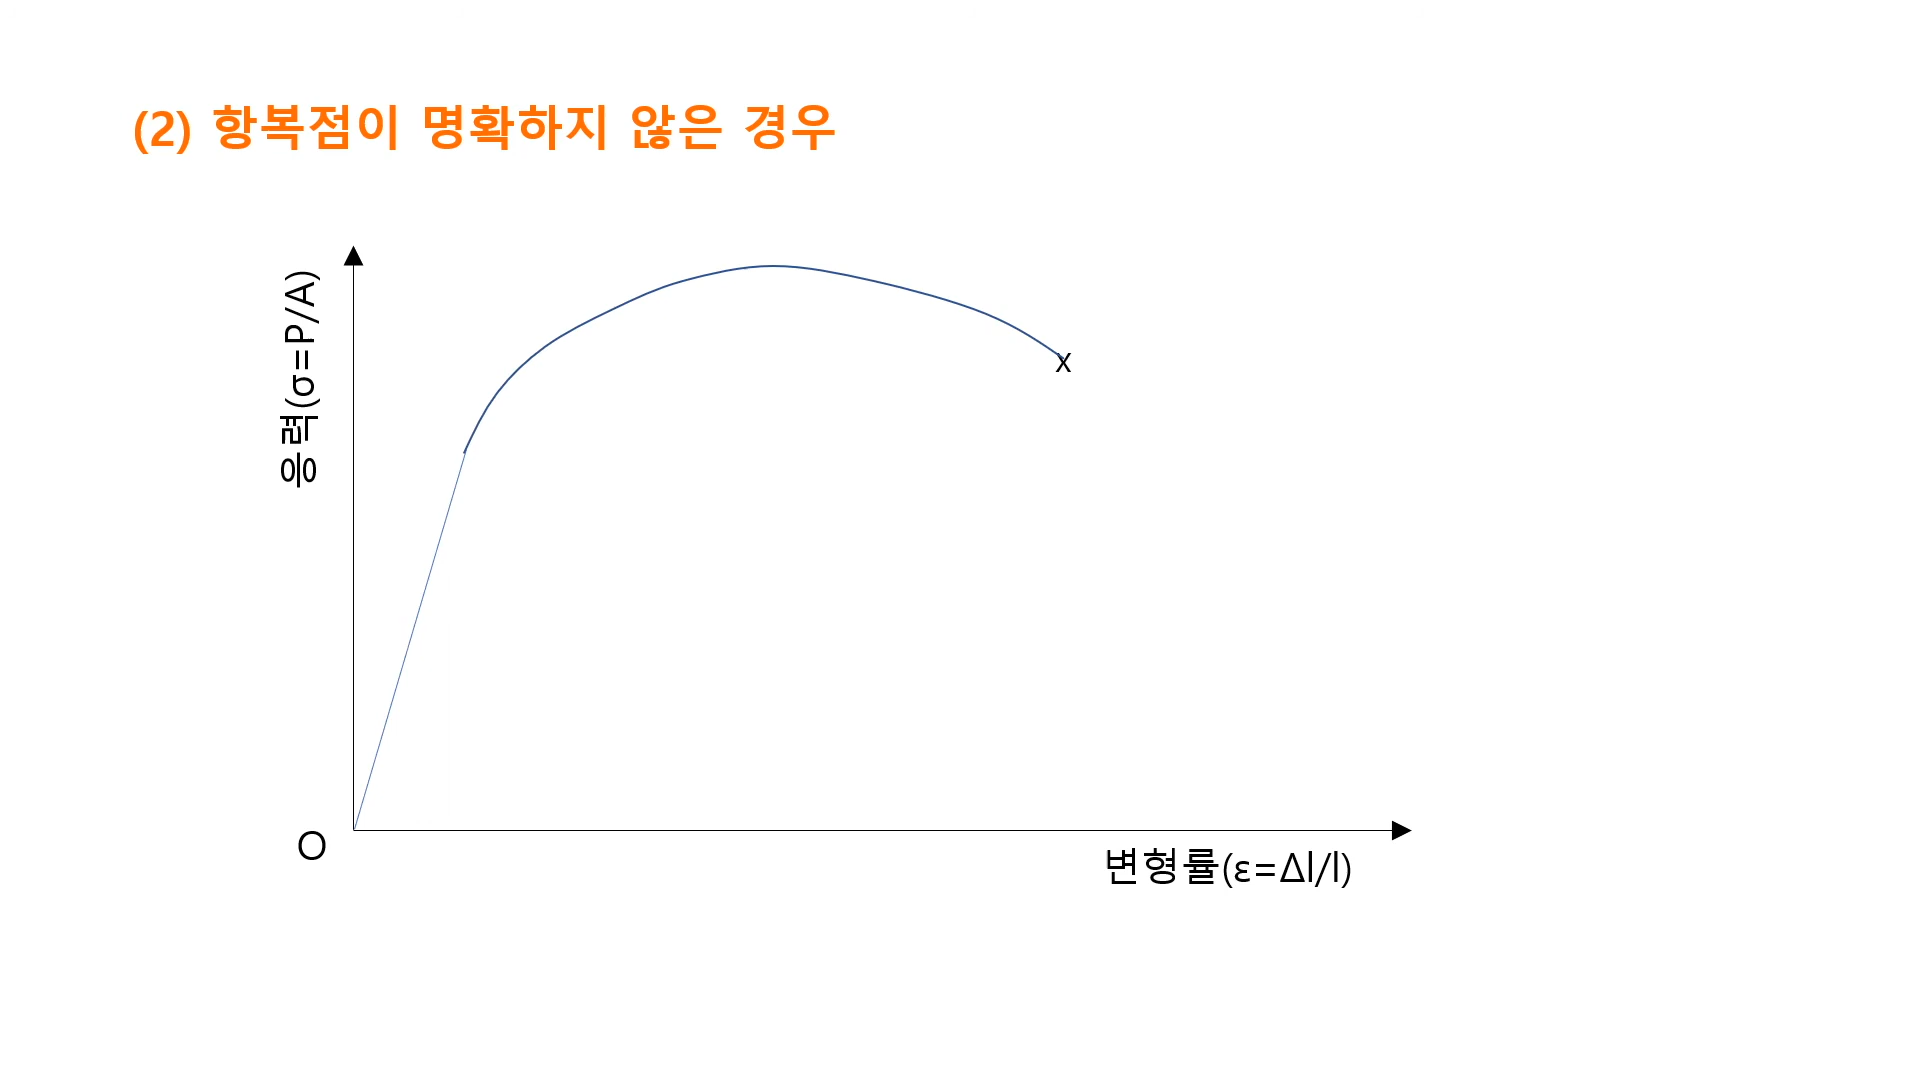 (2) 항복점이 명확하지 않은 경우
응력(σ=P/A)
X
O
변형률(ε=Δl/l)